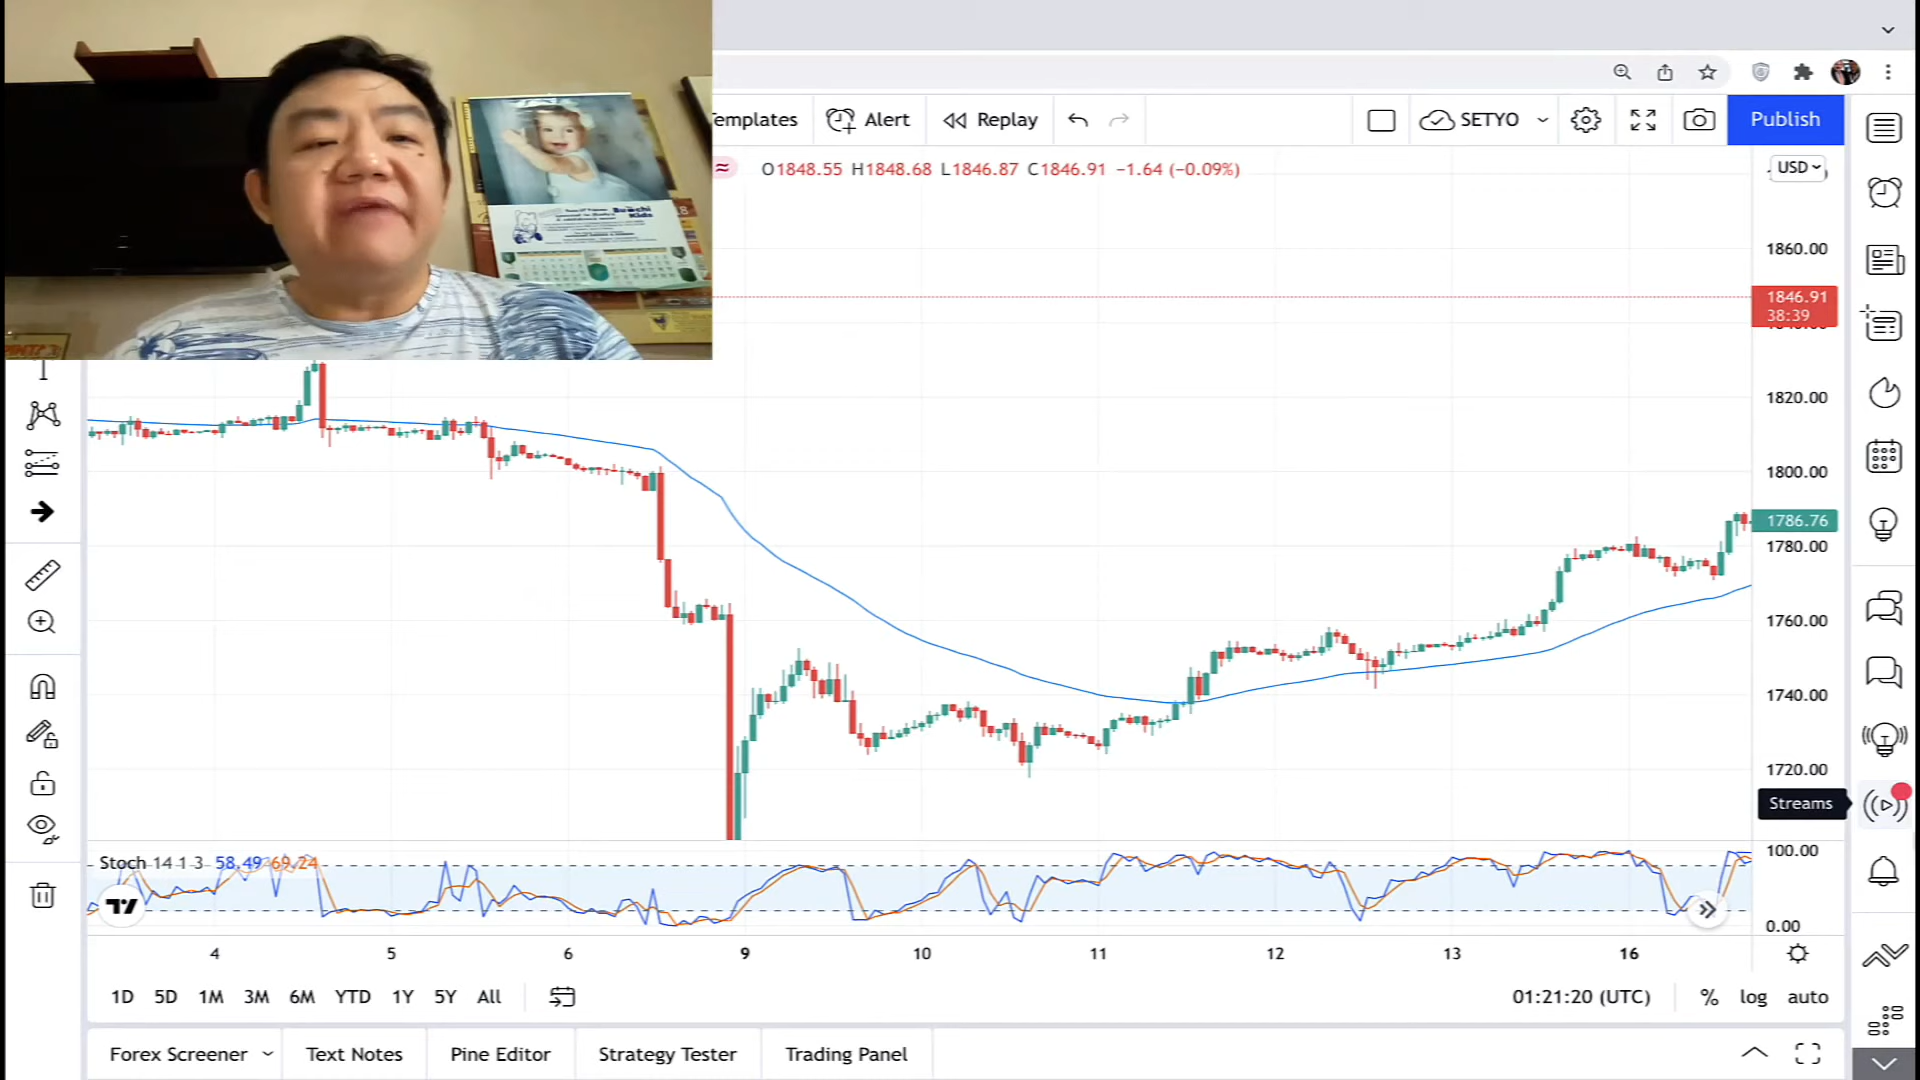 emplates
Alert
Replay
SETYO
Publish
O1848.55 H1848.68 L1846.87 C1846.91 −1.64 (−0.09%)
USD
Buochi
Kids
1860.00
1846.91
38:39
1820.00
1800.00
1786.76
1780.00
1760.00
1740.00
1720.00
Streams
Stoch 14 1 3 58.49 69.24
100.00
0.00
4 5 6 9 10 11 12 13 16
1D 5D 1M 3M 6M YTD 1Y 5Y All
01:21:20 (UTC) % log auto
Forex Screener Text Notes Pine Editor Strategy Tester Trading Panel